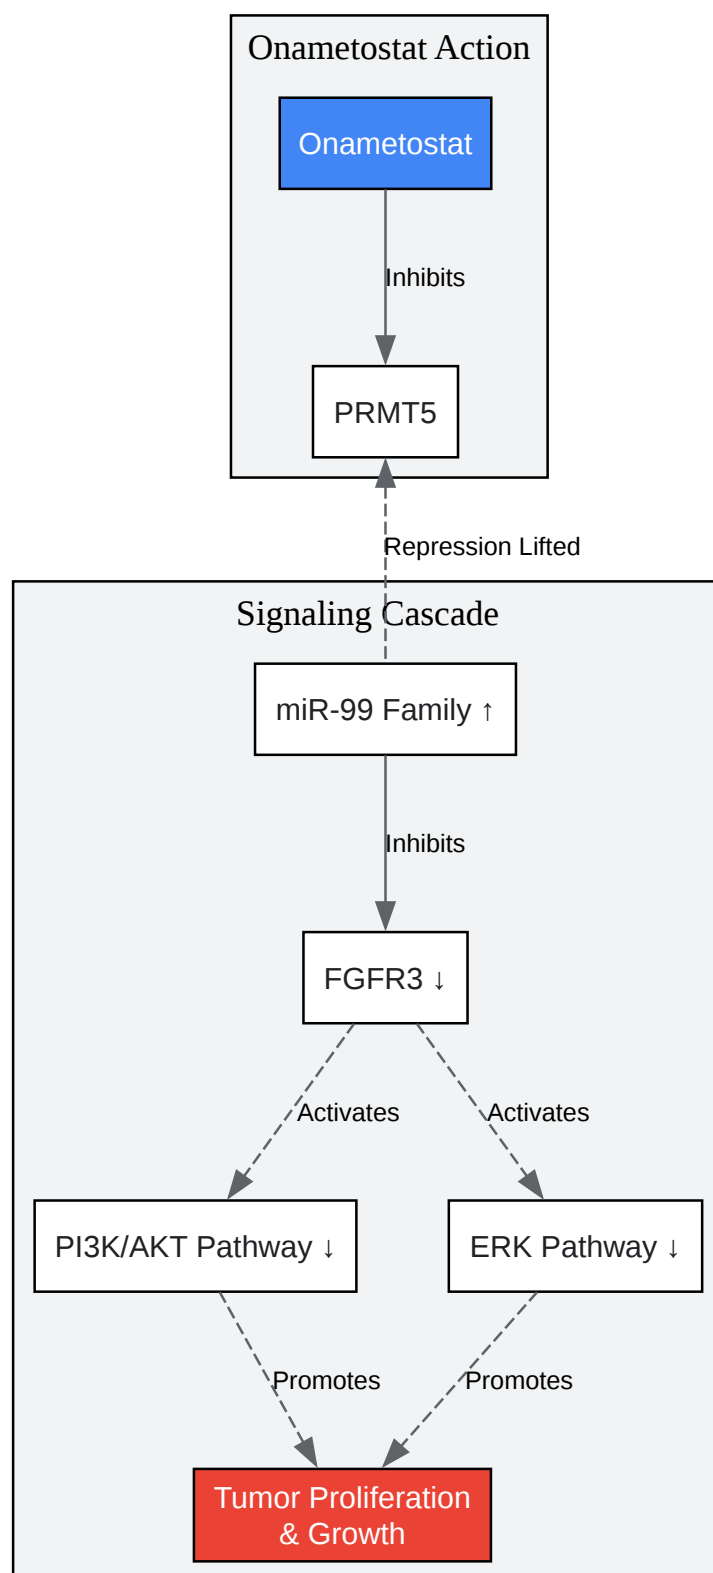 Onametostat Action
Onametostat
Inhibits
PRMT5
Repression Lifted
Signaling Cascade
miR-99 Family ↑
Inhibits
FGFR3 ↓
Activates
Activates
PI3K/AKT Pathway ↓
ERK Pathway ↓
Promotes
Promotes
Tumor Proliferation
& Growth